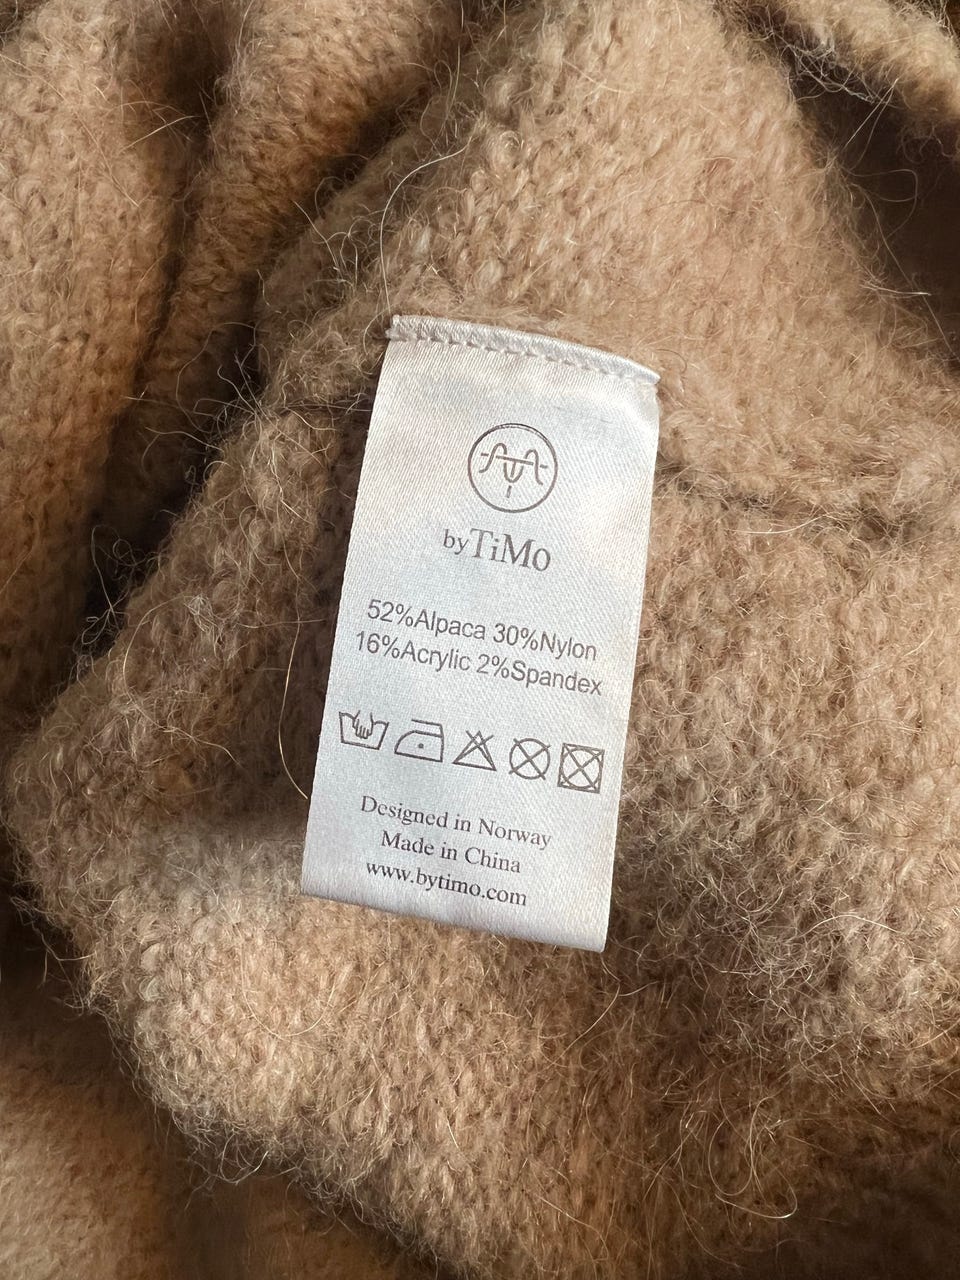 byTiMo
52%Alpaca 30%Nylon
16%Acrylic 2%Spandex
Designed in Norway
Made in China
www.bytimo.com